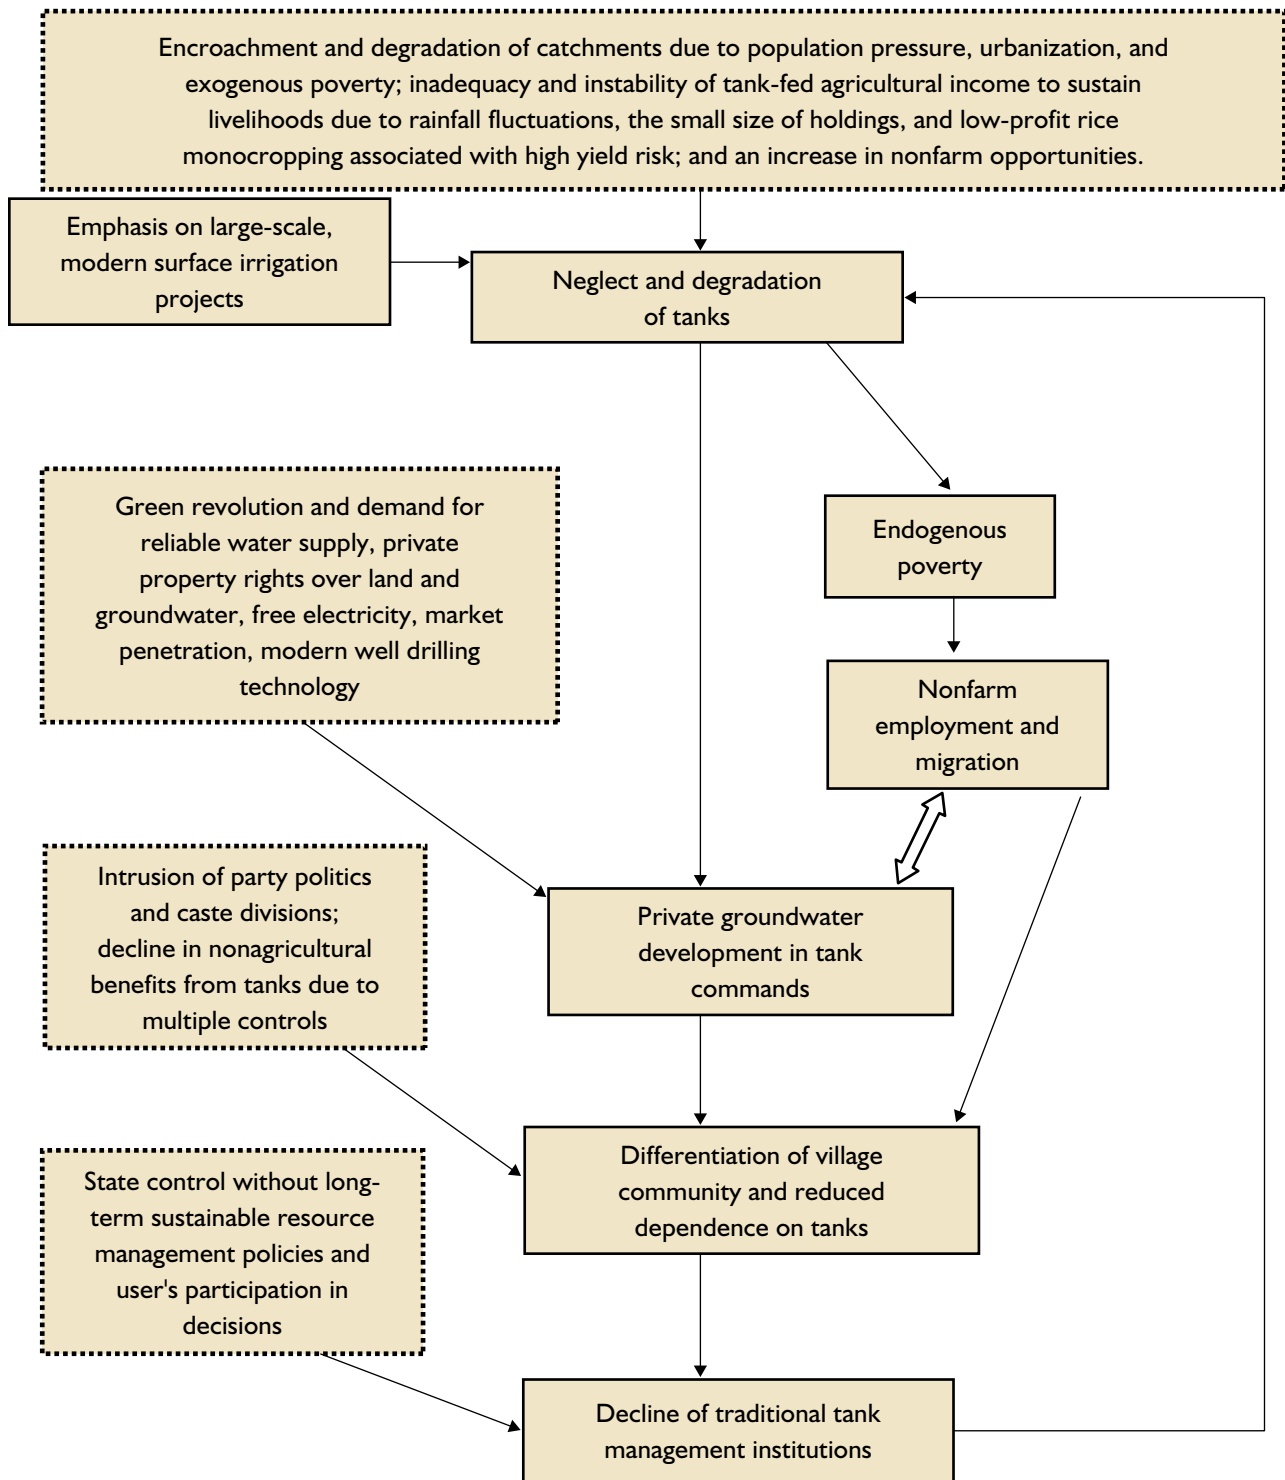 Encroachment and degradation of catchments due to population pressure, urbanization, and
exogenous poverty; inadequacy and instability of tank-fed agricultural income to sustain
livelihoods due to rainfall fluctuations, the small size of holdings, and low-profit rice
monocropping associated with high yield risk; and an increase in nonfarm opportunities.
Emphasis on large-scale,
modern surface irrigation
projects
Neglect and degradation
of tanks
Green revolution and demand for
reliable water supply, private
property rights over land and
groundwater, free electricity, market
penetration, modern well drilling
technology
Endogenous
poverty
Nonfarm
employment and
migration
Intrusion of party politics
and caste divisions;
decline in nonagricultural
benefits from tanks due to
multiple controls
Private groundwater
development in tank
commands
State control without long-
term sustainable resource
management policies and
user's participation in
decisions
Differentiation of village
community and reduced
dependence on tanks
Decline of traditional tank
management institutions